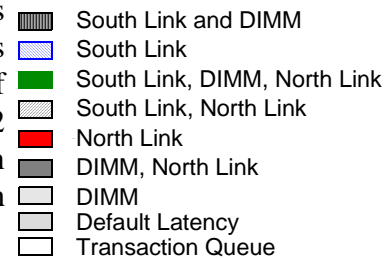 s
South Link and DIMM
s
South Link
f
South Link, DIMM, North Link
2
South Link, North Link
n
North Link
DIMM, North Link
n
DIMM
Default Latency
Transaction Queue